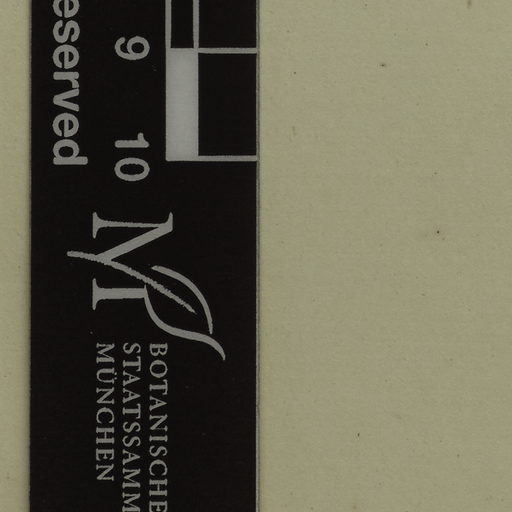 eserved
9 10
M
BOTANISCHE
STAATSSAMM
MÜNCHEN